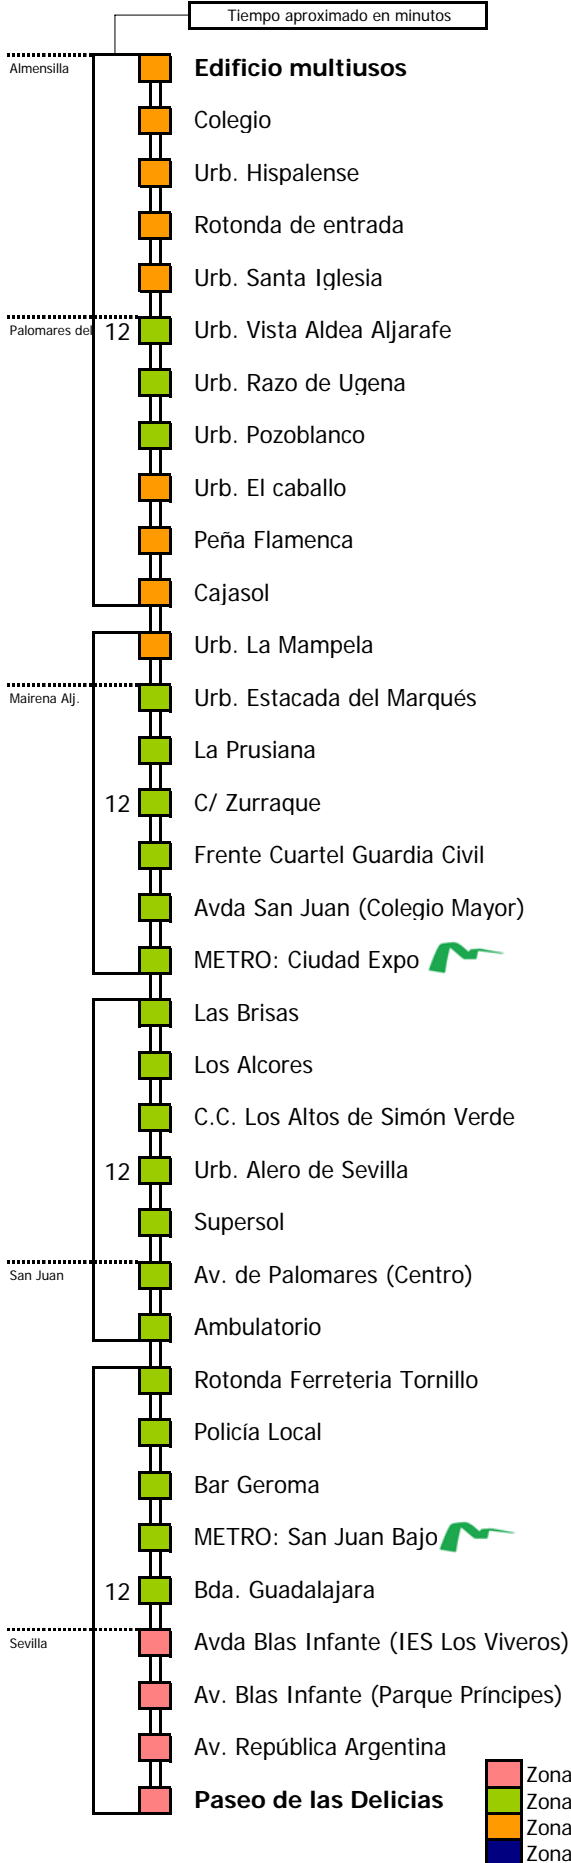 Tiempo aproximado en minutos
Almensilla
Edificio multiusos
Colegio
Urb. Hispalense
Rotonda de entrada
Urb. Santa Iglesia
Palomares del
12
Urb. Vista Aldea Aljarafe
Urb. Razo de Ugena
Urb. Pozoblanco
Urb. El caballo
Peña Flamenca
Cajasol
Urb. La Mampela
Mairena Alj.
Urb. Estacada del Marqués
La Prusiana
12
C/ Zurraque
Frente Cuartel Guardia Civil
Avda San Juan (Colegio Mayor)
METRO: Ciudad Expo
Las Brisas
Los Alcores
C.C. Los Altos de Simón Verde
12
Urb. Alero de Sevilla
Supersol
San Juan
Av. de Palomares (Centro)
Ambulatorio
Rotonda Ferreteria Tornillo
Policía Local
Bar Geroma
METRO: San Juan Bajo
12
Bda. Guadalajara
Sevilla
Avda Blas Infante (IES Los Viveros)
Av. Blas Infante (Parque Príncipes)
Av. República Argentina
Paseo de las Delicias
Zona
Zona
Zona
Zona